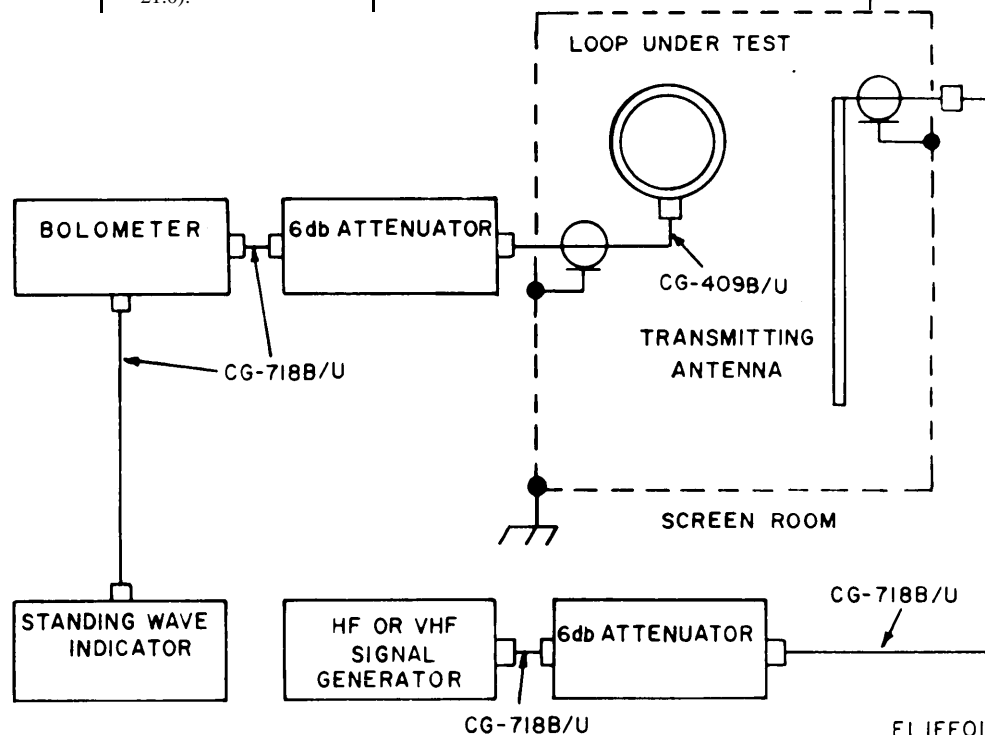 LOOP UNDER TEST
BOLOMETER
6db ATTENUATOR
CG-409B/U
TRANSMITTING
ANTENNA
CG-718B/U
SCREEN ROOM
STANDING WAVE
INDICATOR
HF OR VHF
SIGNAL
GENERATOR
6db ATTENUATOR
CG-718B/U
CG-718B/U